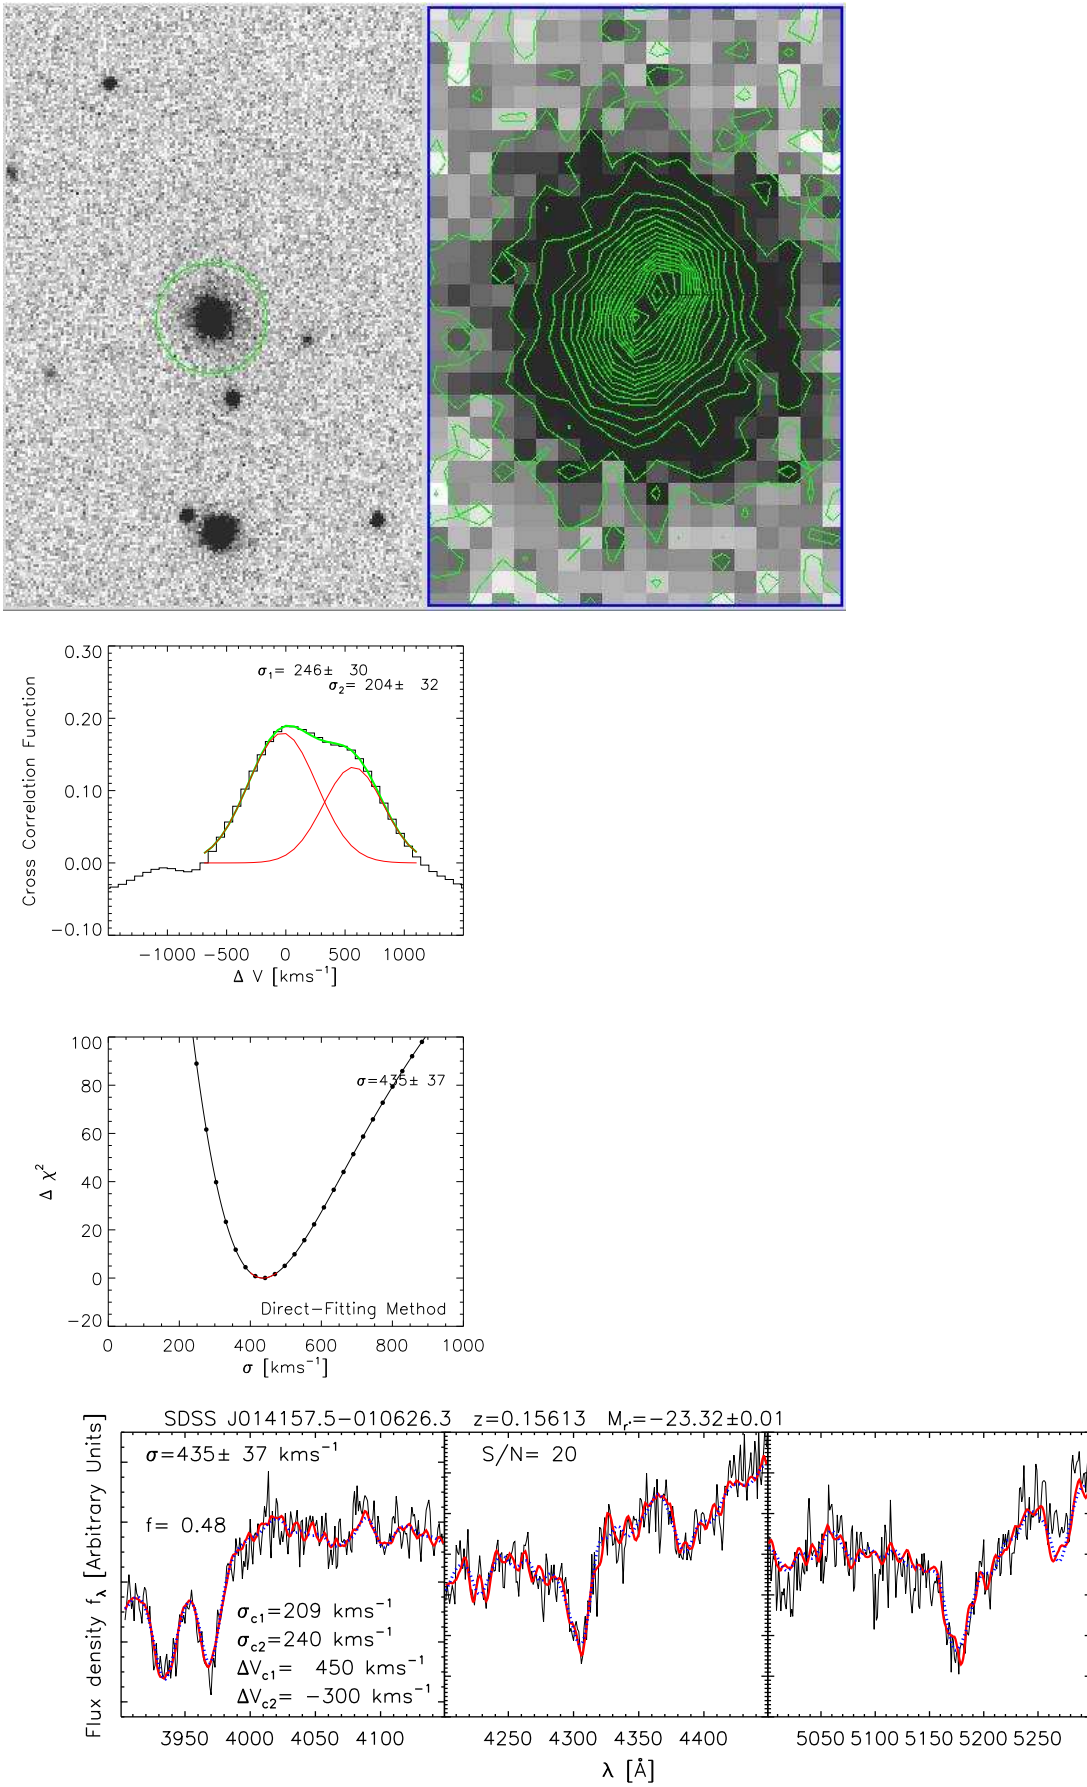 0.30
0.20
0.10
0.00
−0.10
Cross Correlation Function
σ₁= 246± 30
σ₂= 204± 32
−1000 −500 0 500 1000
Δ V [kms⁻¹]
100
80
60
40
20
0
−20
Δ χ²
σ=435± 37
Direct−Fitting Method
0 200 400 600 800 1000
σ [kms⁻¹]
SDSS J014157.5−010626.3 z=0.15613 Mᵣ·=−23.32±0.01
Flux density f_λ [Arbitrary Units]
σ=435± 37 kms⁻¹
S/N= 20
f= 0.48
σ_c1=209 kms⁻¹
σ_c2=240 kms⁻¹
ΔV_c1= 450 kms⁻¹
ΔV_c2= −300 kms⁻¹
3950 4000 4050 4100 4250 4300 4350 4400 5050 5100 5150 5200 5250
λ [Å]